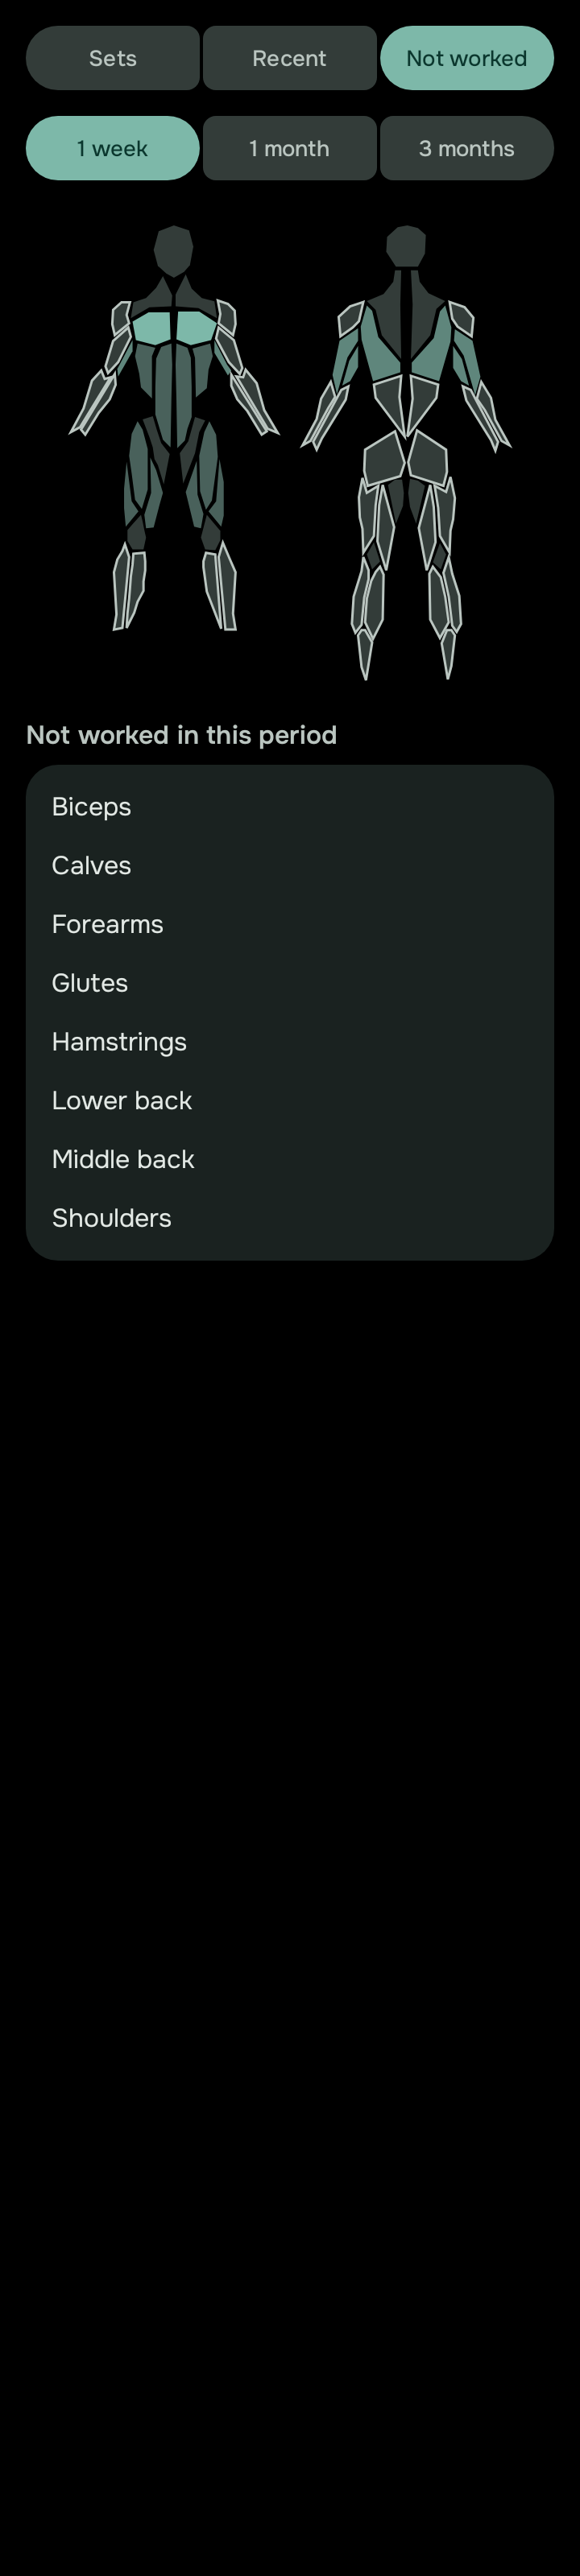 Sets
Recent
Not worked
1 week
1 month
3 months
Not worked in this period
Biceps
Calves
Forearms
Glutes
Hamstrings
Lower back
Middle back
Shoulders